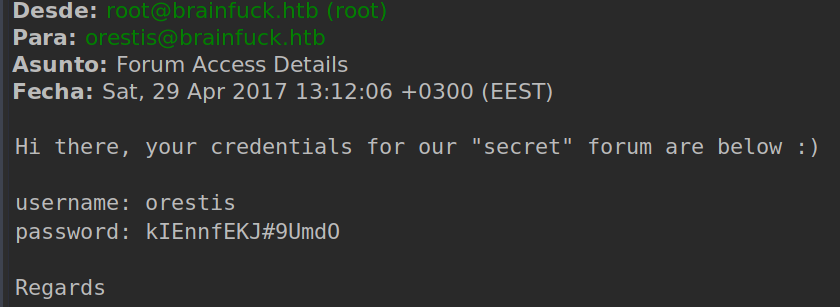 Desde: root@brainfuck.htb (root)
Para: orestis@brainfuck.htb
Asunto: Forum Access Details
Fecha: Sat, 29 Apr 2017 13:12:06 +0300 (EEST)
Hi there, your credentials for our "secret" forum are below :)
username: orestis
password: kIEnnfEKJ#9UmdO
Regards